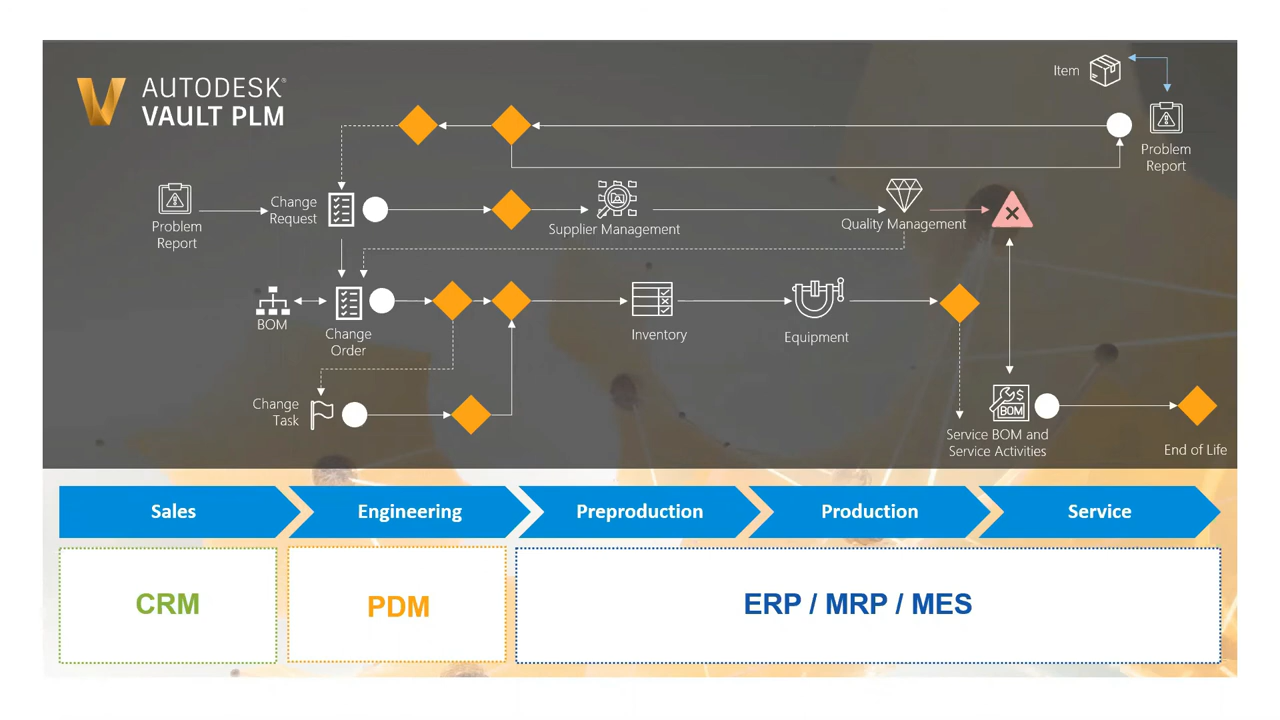 AUTODESK®
VAULT PLM
Item
Problem
Report
Problem
Report
Change
Request
Supplier Management
Quality Management
BOM
Change
Order
Inventory
Equipment
Change
Task
BOM
Service BOM and
Service Activities
End of Life
Sales
Engineering
Preproduction
Production
Service
CRM
PDM
ERP / MRP / MES